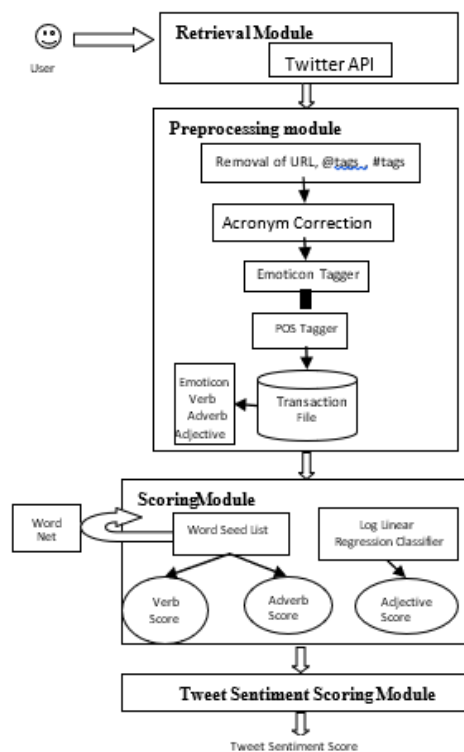 Retrieval Module
User
Twitter API
Preprocessing module
Removal of URL, @tags , #tags
Acronym Correction
Emoticon Tagger
POS Tagger
Emoticon
Verb
Adverb
Adjective
Transaction
File
ScoringModule
Word
Net
Word Seed List
Log Linear
Regression Classifier
Verb
Score
Adverb
Score
Adjective
Score
Tweet Sentiment Scoring Module
Tweet Sentiment Score